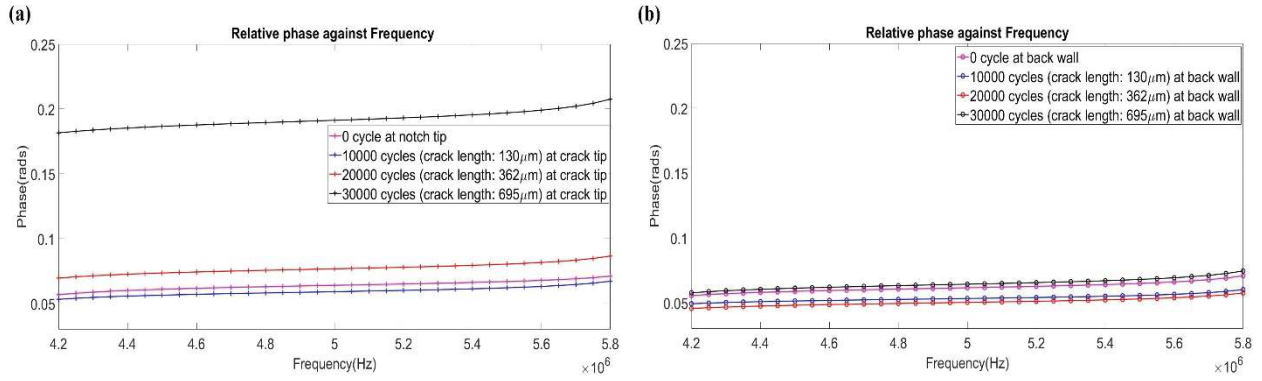 (a)
Relative phase against Frequency
0.25
0.2
0.15
0.1
0.05
Phase(rads)
0 cycle at notch tip
10000 cycles (crack length: 130μm) at crack tip
20000 cycles (crack length: 362μm) at crack tip
30000 cycles (crack length: 695μm) at crack tip
4.2 4.4 4.6 4.8 5 5.2 5.4 5.6 5.8
Frequency(Hz)
×10⁶
(b)
Relative phase against Frequency
0.25
0.2
0.15
0.1
0.05
Phase(rads)
0 cycle at back wall
10000 cycles (crack length: 130μm) at back wall
20000 cycles (crack length: 362μm) at back wall
30000 cycles (crack length: 695μm) at back wall
4.2 4.4 4.6 4.8 5 5.2 5.4 5.6 5.8
Frequency(Hz)
×10⁶